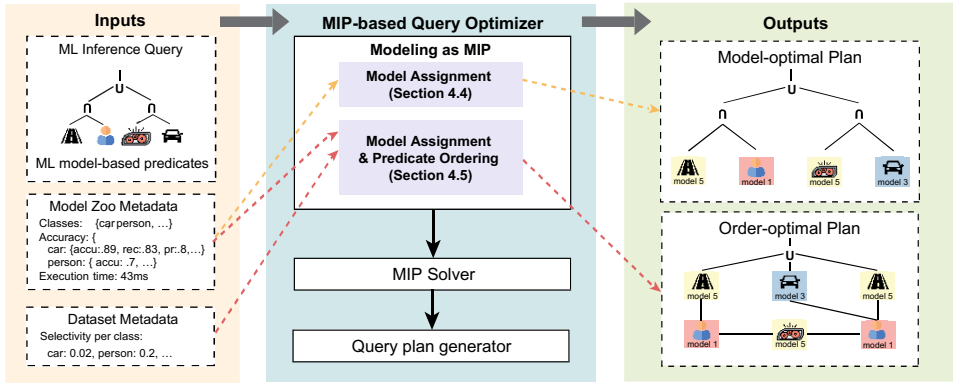 Inputs
ML Inference Query
∪
∩ ∩
ML model-based predicates
Model Zoo Metadata
Classes: {car person, …}
Accuracy: {
car: {accu:.89, rec:.83, pr:.8,…}
person: { accu: .7, …}
Execution time: 43ms
Dataset Metadata
Selectivity per class:
car: 0.02, person: 0.2, …
MIP-based Query Optimizer
Modeling as MIP
Model Assignment
(Section 4.4)
Model Assignment
& Predicate Ordering
(Section 4.5)
MIP Solver
Query plan generator
Outputs
Model-optimal Plan
∪
∩ ∩
model 5 model 1 model 5 model 3
Order-optimal Plan
∪
model 5 model 3 model 5
model 1 model 5 model 1